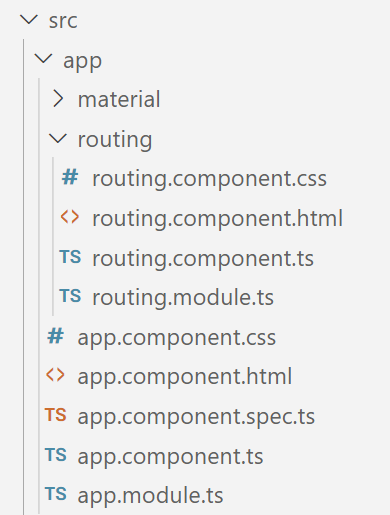 src
app
material
routing
# routing.component.css
<> routing.component.html
TS routing.component.ts
TS routing.module.ts
# app.component.css
<> app.component.html
TS app.component.spec.ts
TS app.component.ts
TS app.module.ts